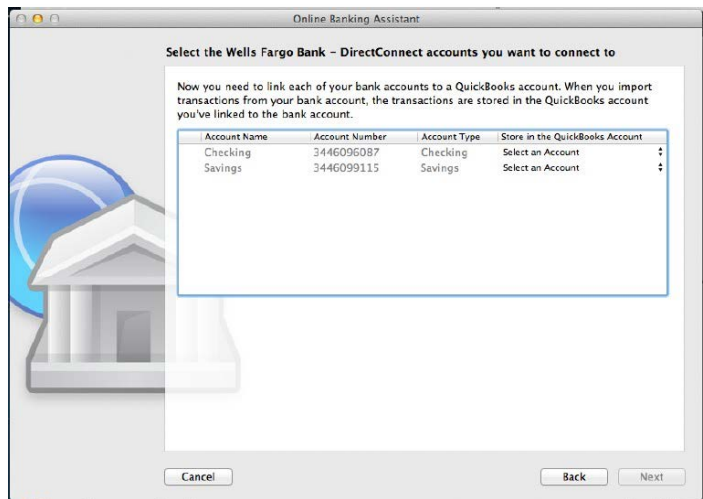 Online Banking Assistant
Select the Wells Fargo Bank – DirectConnect accounts you want to connect to
Now you need to link each of your bank accounts to a QuickBooks account. When you import
transactions from your bank account, the transactions are stored in the QuickBooks account
you've linked to the bank account.
Account Name Account Number Account Type Store in the QuickBooks Account
Checking 3446096087 Checking Select an Account
Savings 3446099115 Savings Select an Account
Cancel Back Next